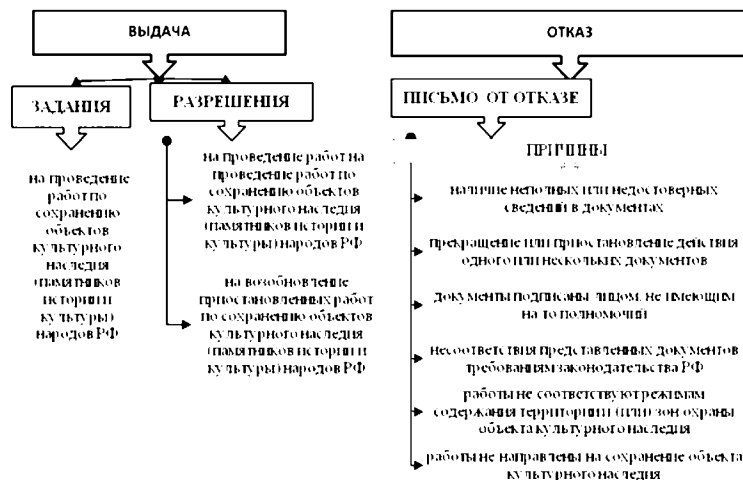 ВЫДАЧА
ЗАДАНИЯ
на проведение
работ по
сохранению
объектов
культурного
наследия
(памятников
истории и
культуры)
народов РФ
РАЗРЕШЕНИЯ
на проведение работ на
проведение работ по
сохранению объектов
культурного наследия
(памятников истории и
культуры) народов РФ
на возобновление
приостановленных работ
по сохранению объектов
культурного наследия
(памятников истории и
культуры) народов РФ
ОТКАЗ
ПИСЬМО ОТ ОТКАЗЕ
ПРИЧИНЫ
наличие неполных или недостоверных
сведений в документах
прекращение или приостановление действия
одного или нескольких документов
документы подписаны лицом, не имеющим
на то полномочий
несоответствия представленных документов
требованиям законодательства РФ
работы не соответствуют режимам
содержания территории и (или) зон охраны
объекта культурного наследия
работы не направлены на сохранение объекта
культурного наследия